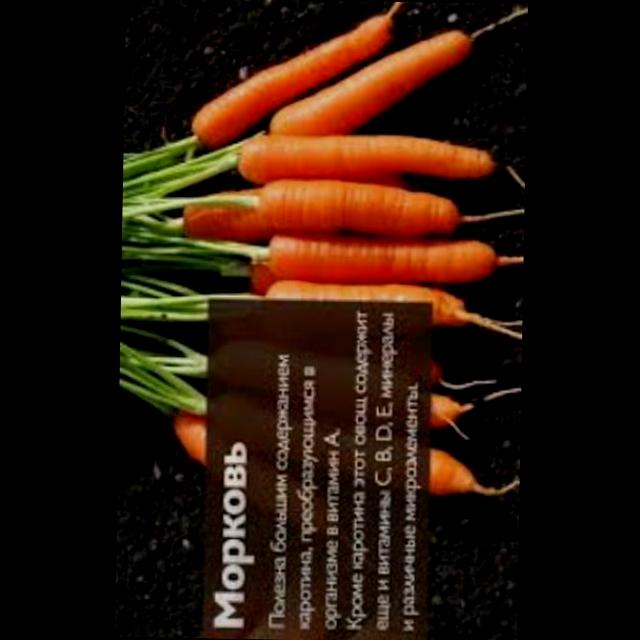 Морковь
Полезна большим содержанием
каротина, преобразующимся в
организме в витамин А.
Кроме каротина этот овощ содержит
еще и витамины С, В, D, Е, минералы
и различные микроэлементы.